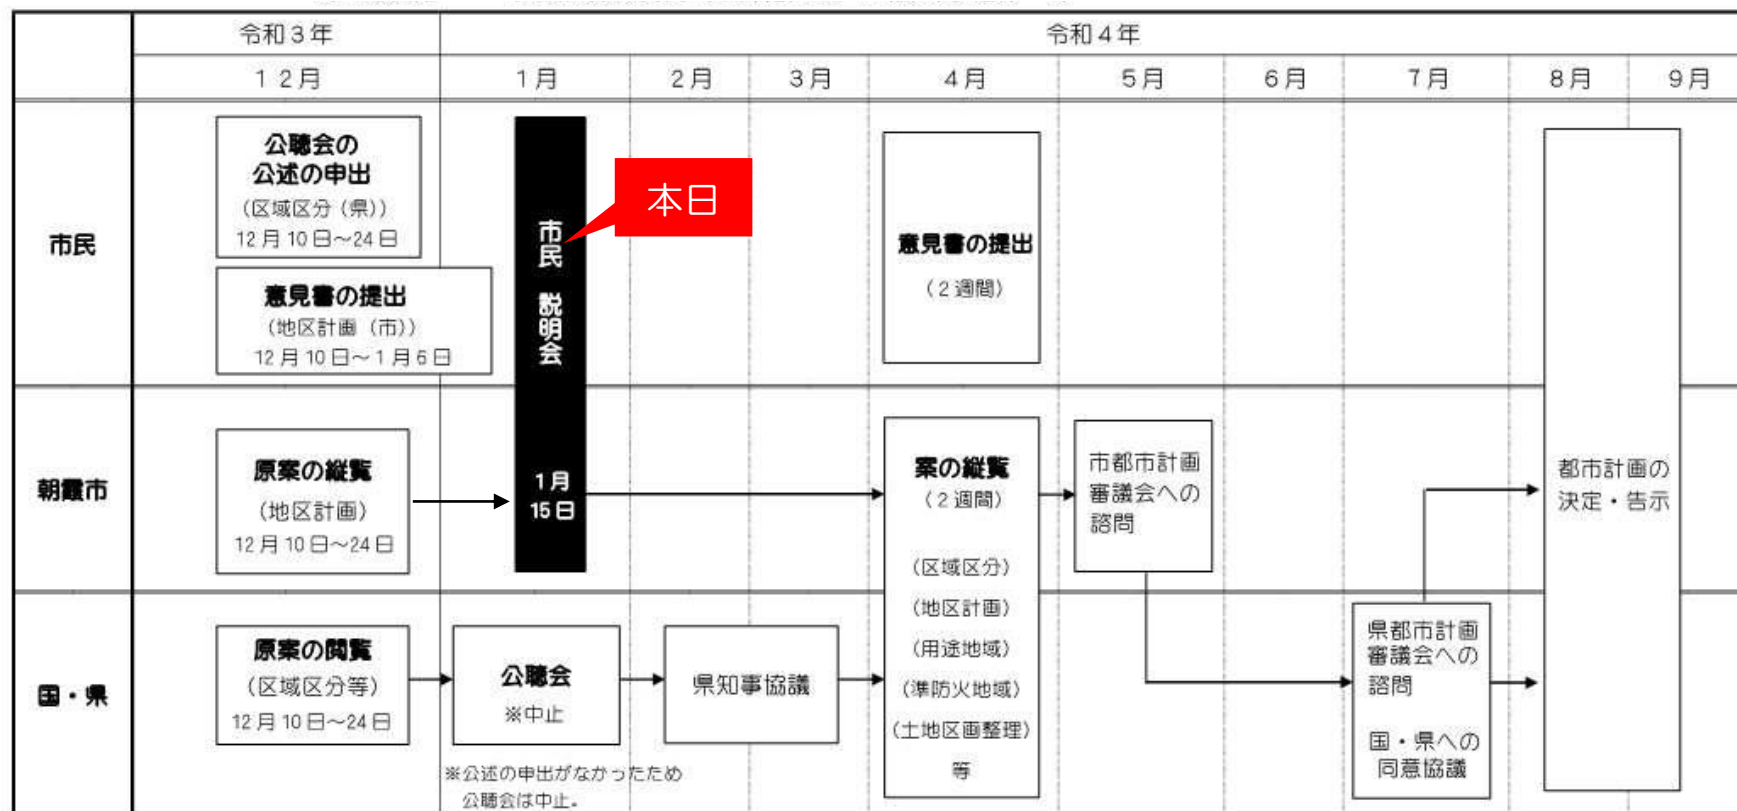 令和3年
令和4年
12月
1月
2月
3月
4月
5月
6月
7月
8月
9月
市民
公聴会の
公述の申出
(区域区分(県))
12月10日~24日
意見書の提出
(地区計画(市))
12月10日~1月6日
市民 説明会
1月
15日
本日
意見書の提出
(2週間)
朝霞市
原案の縦覧
(地区計画)
12月10日~24日
案の縦覧
(2週間)
(区域区分)
(地区計画)
(用途地域)
(準防火地域)
(土地区画整理)
等
市都市計画
審議会への
諮問
都市計画の
決定・告示
国・県
原案の閲覧
(区域区分等)
12月10日~24日
公聴会
※中止
※公述の申出がなかったため
公聴会は中止。
県知事協議
県都市計画
審議会への
諮問
国・県への
同意協議